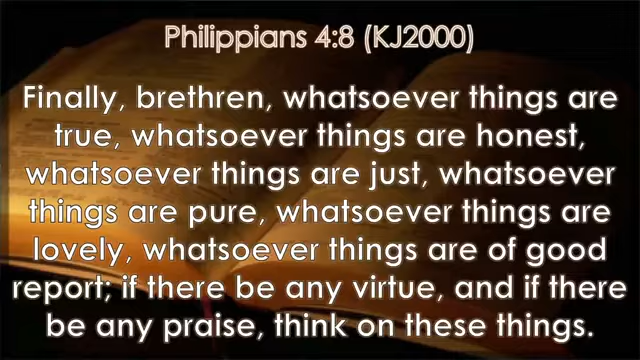 Philippians 4:8 (KJ2000)
Finally, brethren, whatsoever things are
true, whatsoever things are honest,
whatsoever things are just, whatsoever
things are pure, whatsoever things are
lovely, whatsoever things are of good
report; if there be any virtue, and if there
be any praise, think on these things.